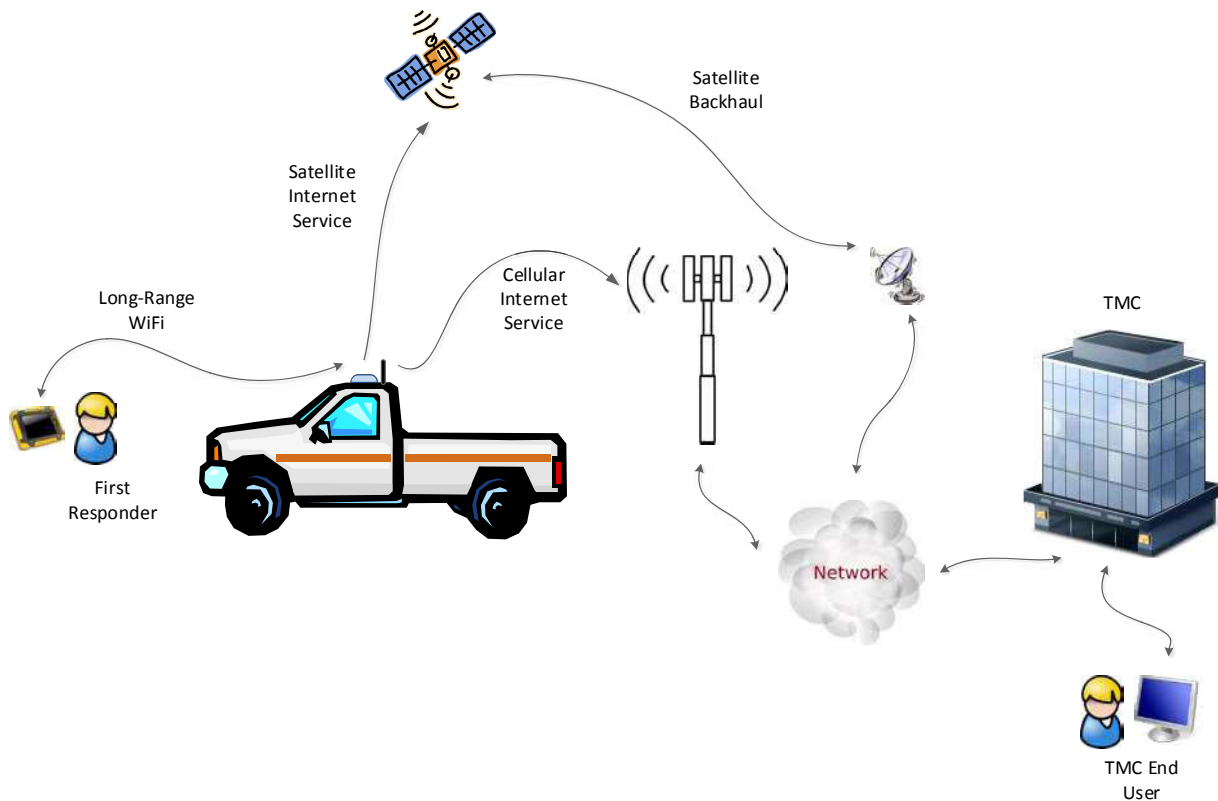 Satellite
Backhaul
Satellite
Internet
Service
Cellular
Internet
Service
Long-Range
WiFi
TMC
First
Responder
Network
TMC End
User